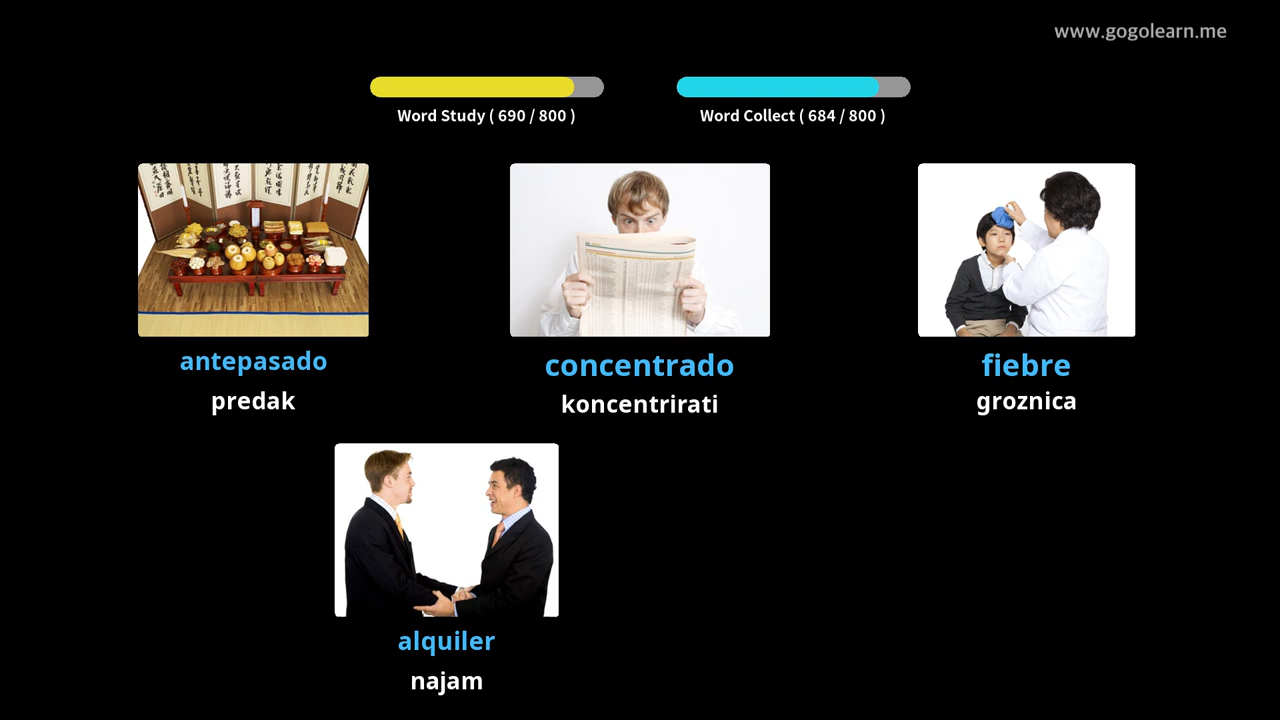 www.gogolearn.me
Word Study ( 690 / 800 )
Word Collect ( 684 / 800 )
antepasado
predak
concentrado
koncentrirati
fiebre
groznica
alquiler
najam